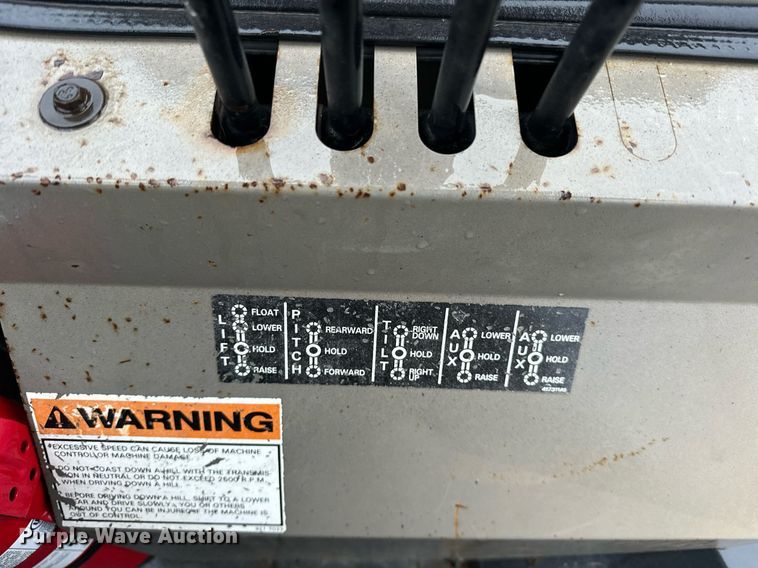 LIFT
FLOAT
LOWER
HOLD
RAISE
PITCH
REARWARD
HOLD
FORWARD
TILT
RIGHT
DOWN
HOLD
RIGHT
UP
AUX
LOWER
HOLD
RAISE
AUX
LOWER
HOLD
RAISE
WARNING
EXCESSIVE SPEED CAN CAUSE LOSS OF MACHINE
CONTROL OR MACHINE DAMAGE.
DO NOT COAST DOWN A HILL WITH THE TRANSMIS-
SION IN NEUTRAL OR DO NOT EXCEED 2600 R.P.M.
WHEN DRIVING DOWN A HILL.
BEFORE DRIVING DOWN A HILL SHIFT TO A LOWER
GEAR AND DRIVE SLOWLY. YOU OR OTHERS
AROUND YOU CAN BE INJURED IF THE MACHINE IS
OUT OF CONTROL.
Purple Wave Auction